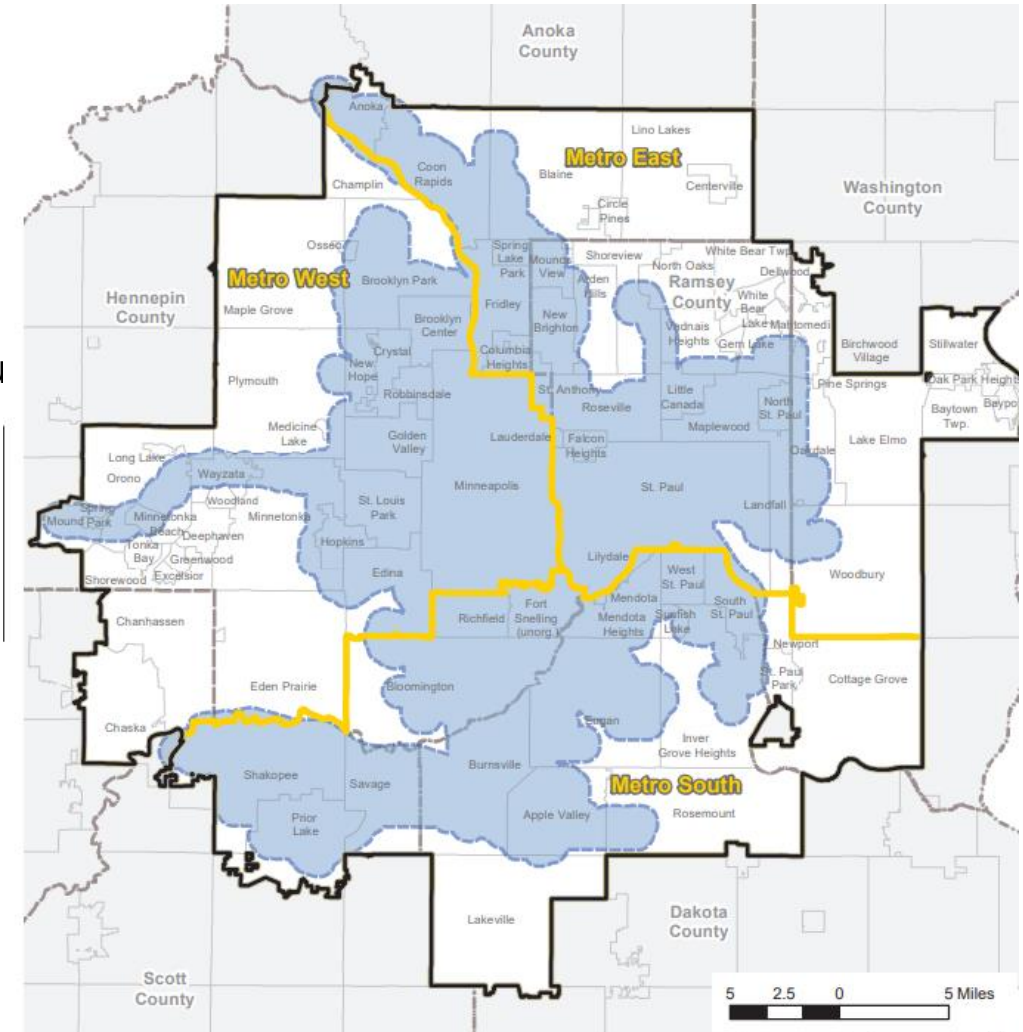 Anoka
County
Anoka
Lino Lakes
Metro East
Coon
Rapids
Blaine
Champlin
Centerville
Washington
County
Circle
Pines
Osseo
Spring
Lake
Park
Mounds
View
Shoreview
White Bear Twp.
North Oaks
Arden
Hills
Dellwood
Metro West
Brooklyn Park
Ramsey
County
Hennepin
County
Maple Grove
Fridley
White
Bear
Lake
Mahtomedi
Brooklyn
Center
New
Brighton
Vadnais
Heights
Gem Lake
Birchwood
Village
Stillwater
Crystal
Columbia
Heights
New
Hope
Plymouth
Robbinsdale
St. Anthony
Roseville
Little
Canada
North
St. Paul
Pine Springs
Oak Park Heights
Baytown
Twp.
Baypo
Medicine
Lake
Maplewood
Golden
Valley
Lauderdale
Falcon
Heights
Oakdale
Lake Elmo
Long Lake
Orono
Wayzata
Minneapolis
St. Paul
Woodland
St. Louis
Park
Landfall
Spring
Park
Mound
Minnetonka
Beach
Minnetonka
Deephaven
Hopkins
Tonka
Bay
Greenwood
Excelsior
Shorewood
Edina
Lilydale
West
St. Paul
Woodbury
Chanhassen
Richfield
Fort
Snelling
(unorg.)
Mendota
Mendota
Heights
Sunfish
Lake
South
St. Paul
Newport
St. Paul
Park
Eden Prairie
Bloomington
Cottage Grove
Chaska
Eagan
Inver
Grove Heights
Shakopee
Savage
Burnsville
Metro South
Prior
Lake
Apple Valley
Rosemount
Lakeville
Dakota
County
Scott
County
5 2.5 0 5 Miles